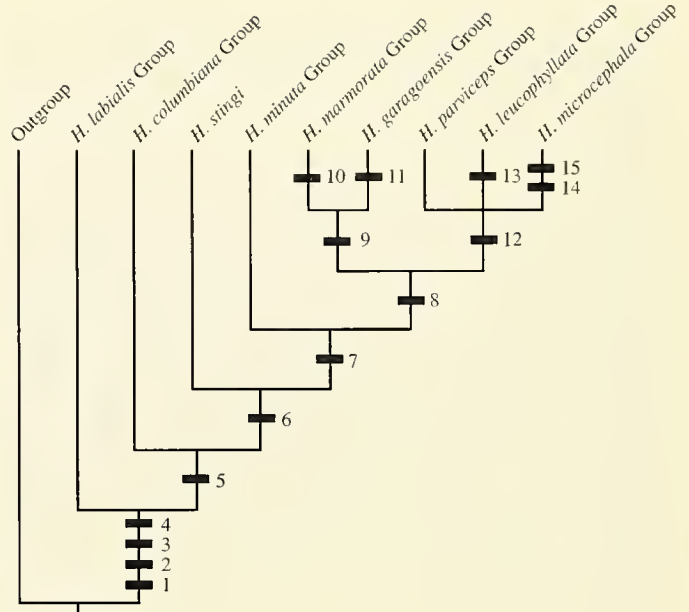 Outgroup
H. labialis Group
H. columbiana Group
H. stingi
H. minuta Group
H. marmorata Group
H. garagoensis Group
H. parviceps Group
H. leucophyllata Group
H. microcephala Group
10
11
13
15
14
9
12
8
7
6
5
4
3
2
1